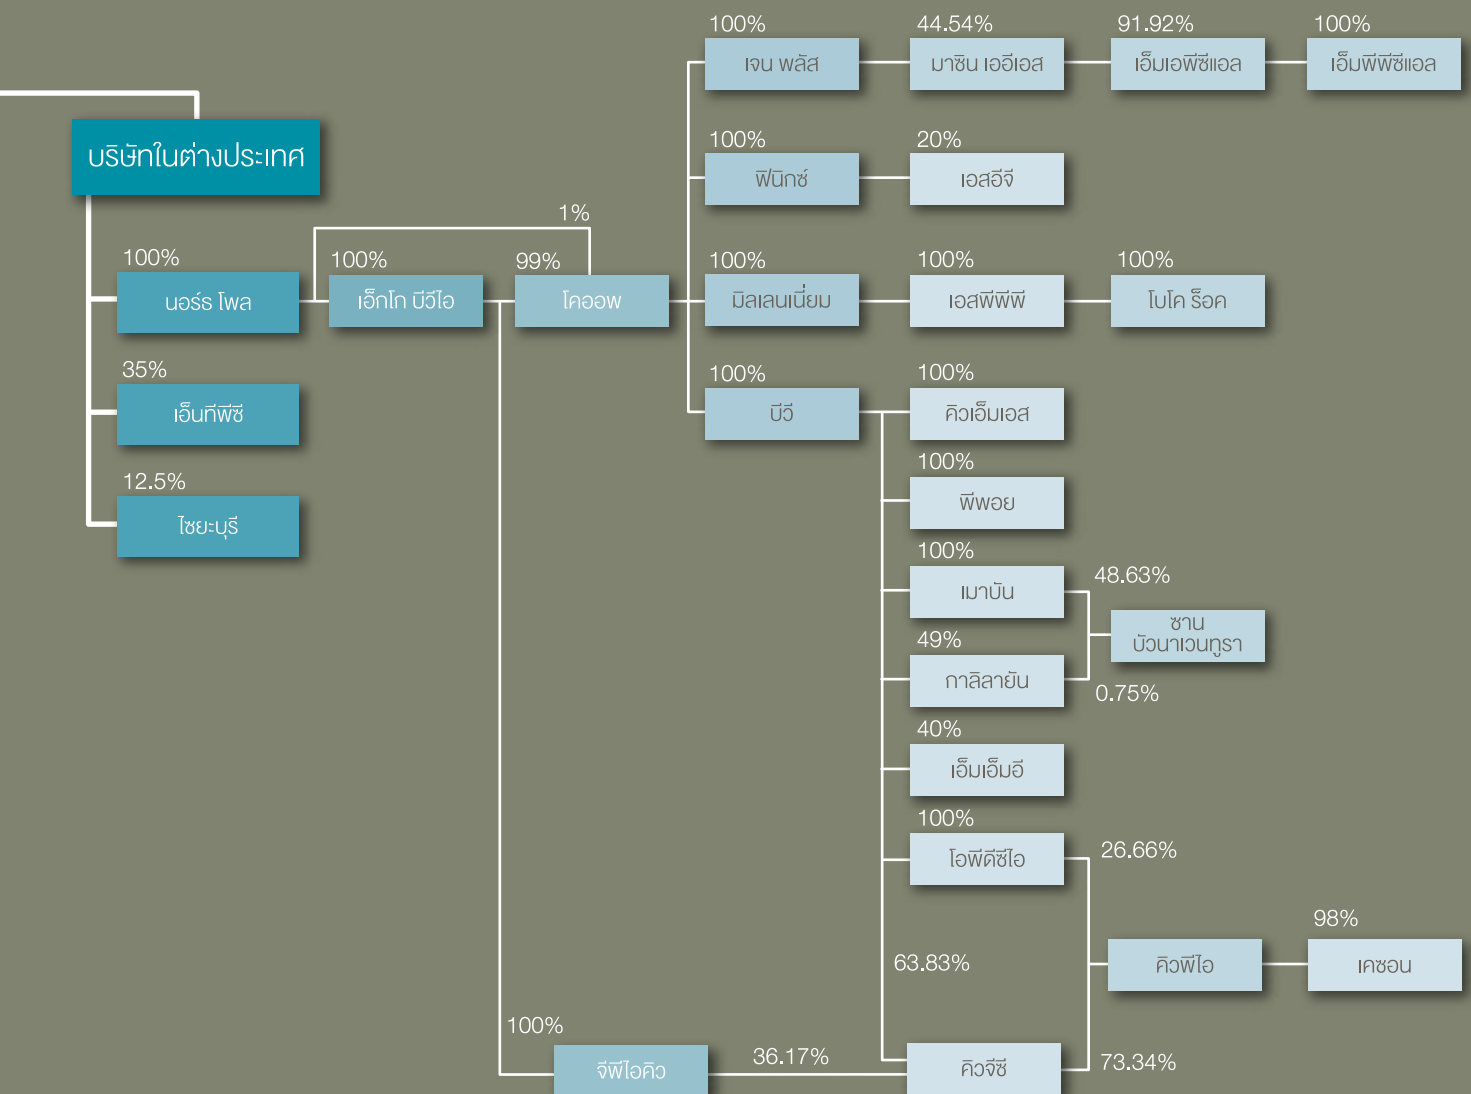 100%
44.54%
91.92%
100%
เจน พลัส
มาซิน เออีเอส
เอ็มเอพีซีแอล
เอ็มพีพีซีแอล
บริษัทในต่างประเทศ
100%
20%
ฟีนิกซ์
เอสอีจี
1%
100%
100%
99%
100%
100%
100%
นอร์ธ โพล
เอ็กโก บีวีไอ
โคออพ
มิลเลนเนี่ยม
เอสพีพีพี
โบโค ร็อค
35%
100%
100%
เอ็นทีพีซี
บีวี
คิวเอ็มเอส
12.5%
100%
ไซยะบุรี
พีพอย
100%
48.63%
เมาบัน
ซาน
บัวนาเวนทูรา
49%
กาลิลายัน
0.75%
40%
เอ็มเอ็มอี
100%
26.66%
โอพีดีซีไอ
98%
63.83%
คิวพีไอ
เคซอน
100%
36.17%
73.34%
จีพีไอคิว
คิวจีซี